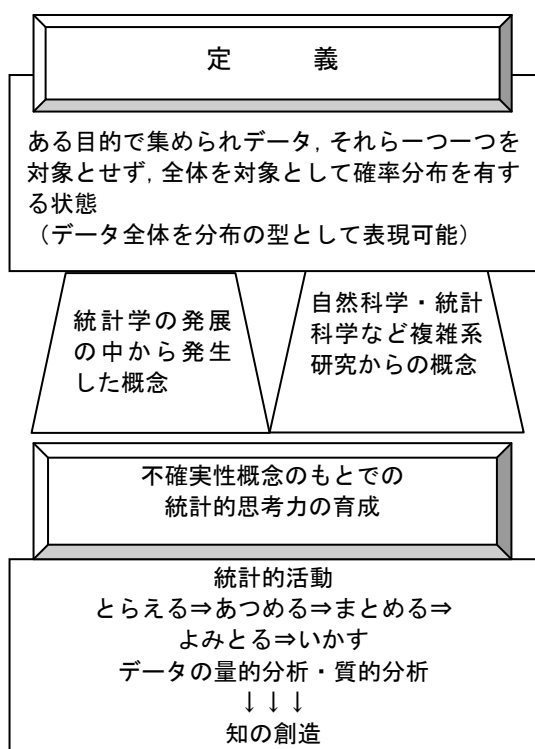 定　　　義
ある目的で集められデータ，それら一つ一つを
対象とせず，全体を対象として確率分布を有す
る状態
（データ全体を分布の型として表現可能）
統計学の発展
の中から発生
した概念
自然科学・統計
科学など複雑系
研究からの概念
不確実性概念のもとでの
統計的思考力の育成
統計的活動
とらえる⇒あつめる⇒まとめる⇒
よみとる⇒いかす
データの量的分析・質的分析
↓↓↓
知の創造